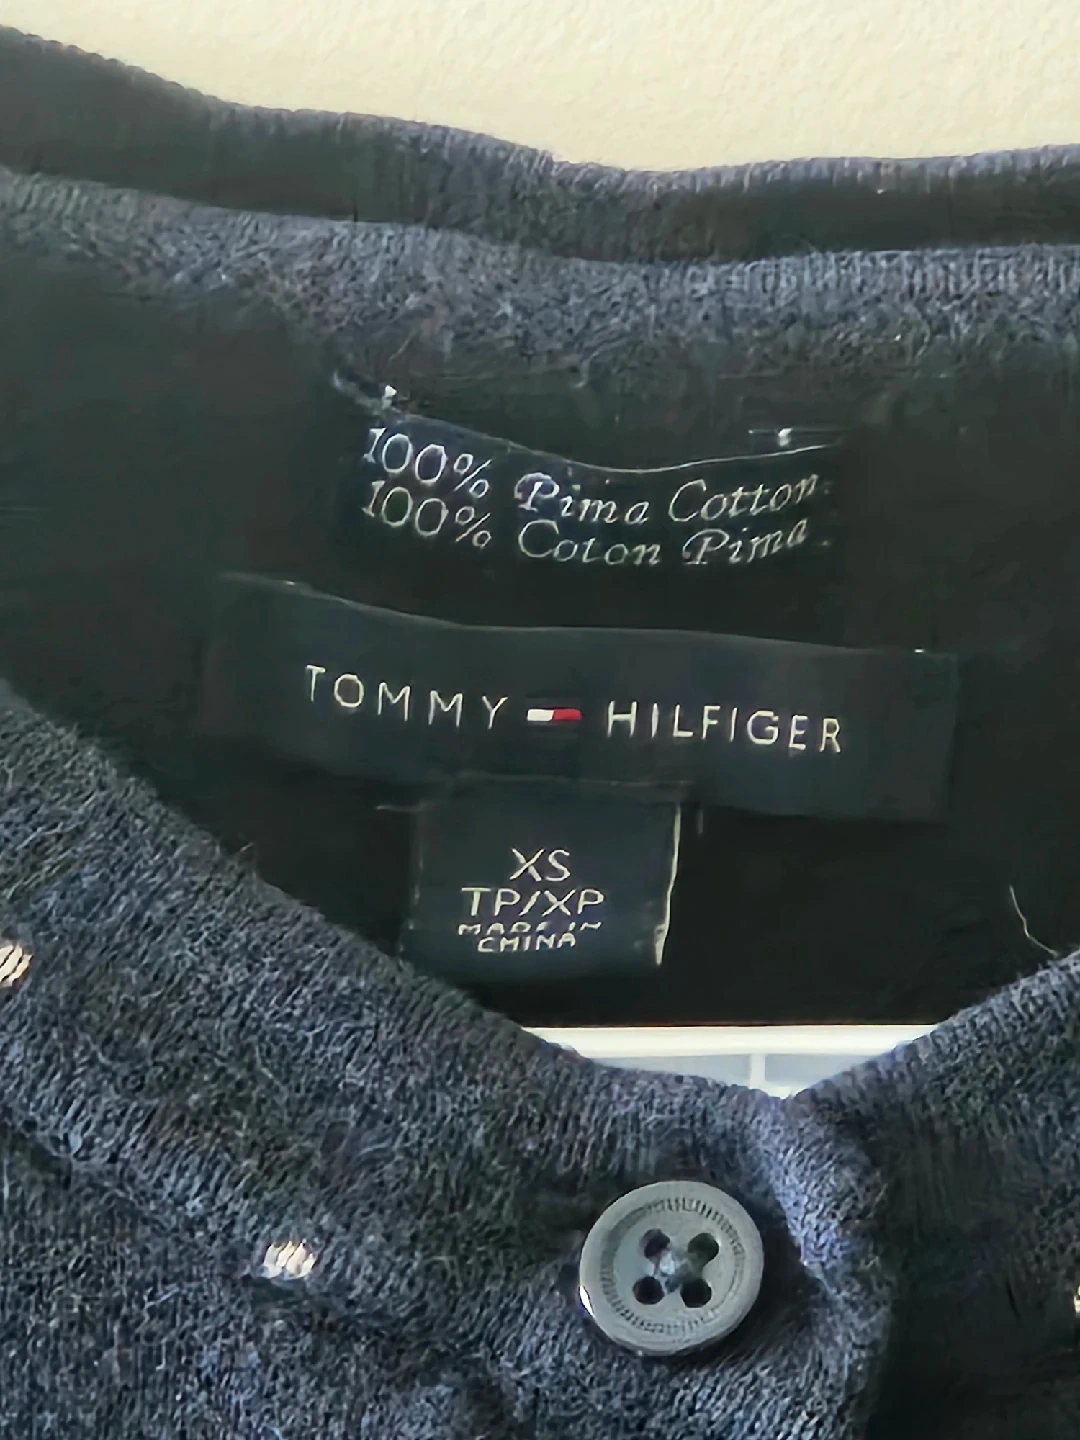 100% Pima Cotton
100% Coton Pima
TOMMY HILFIGER
XS
TP/XP
MADE IN
CHINA